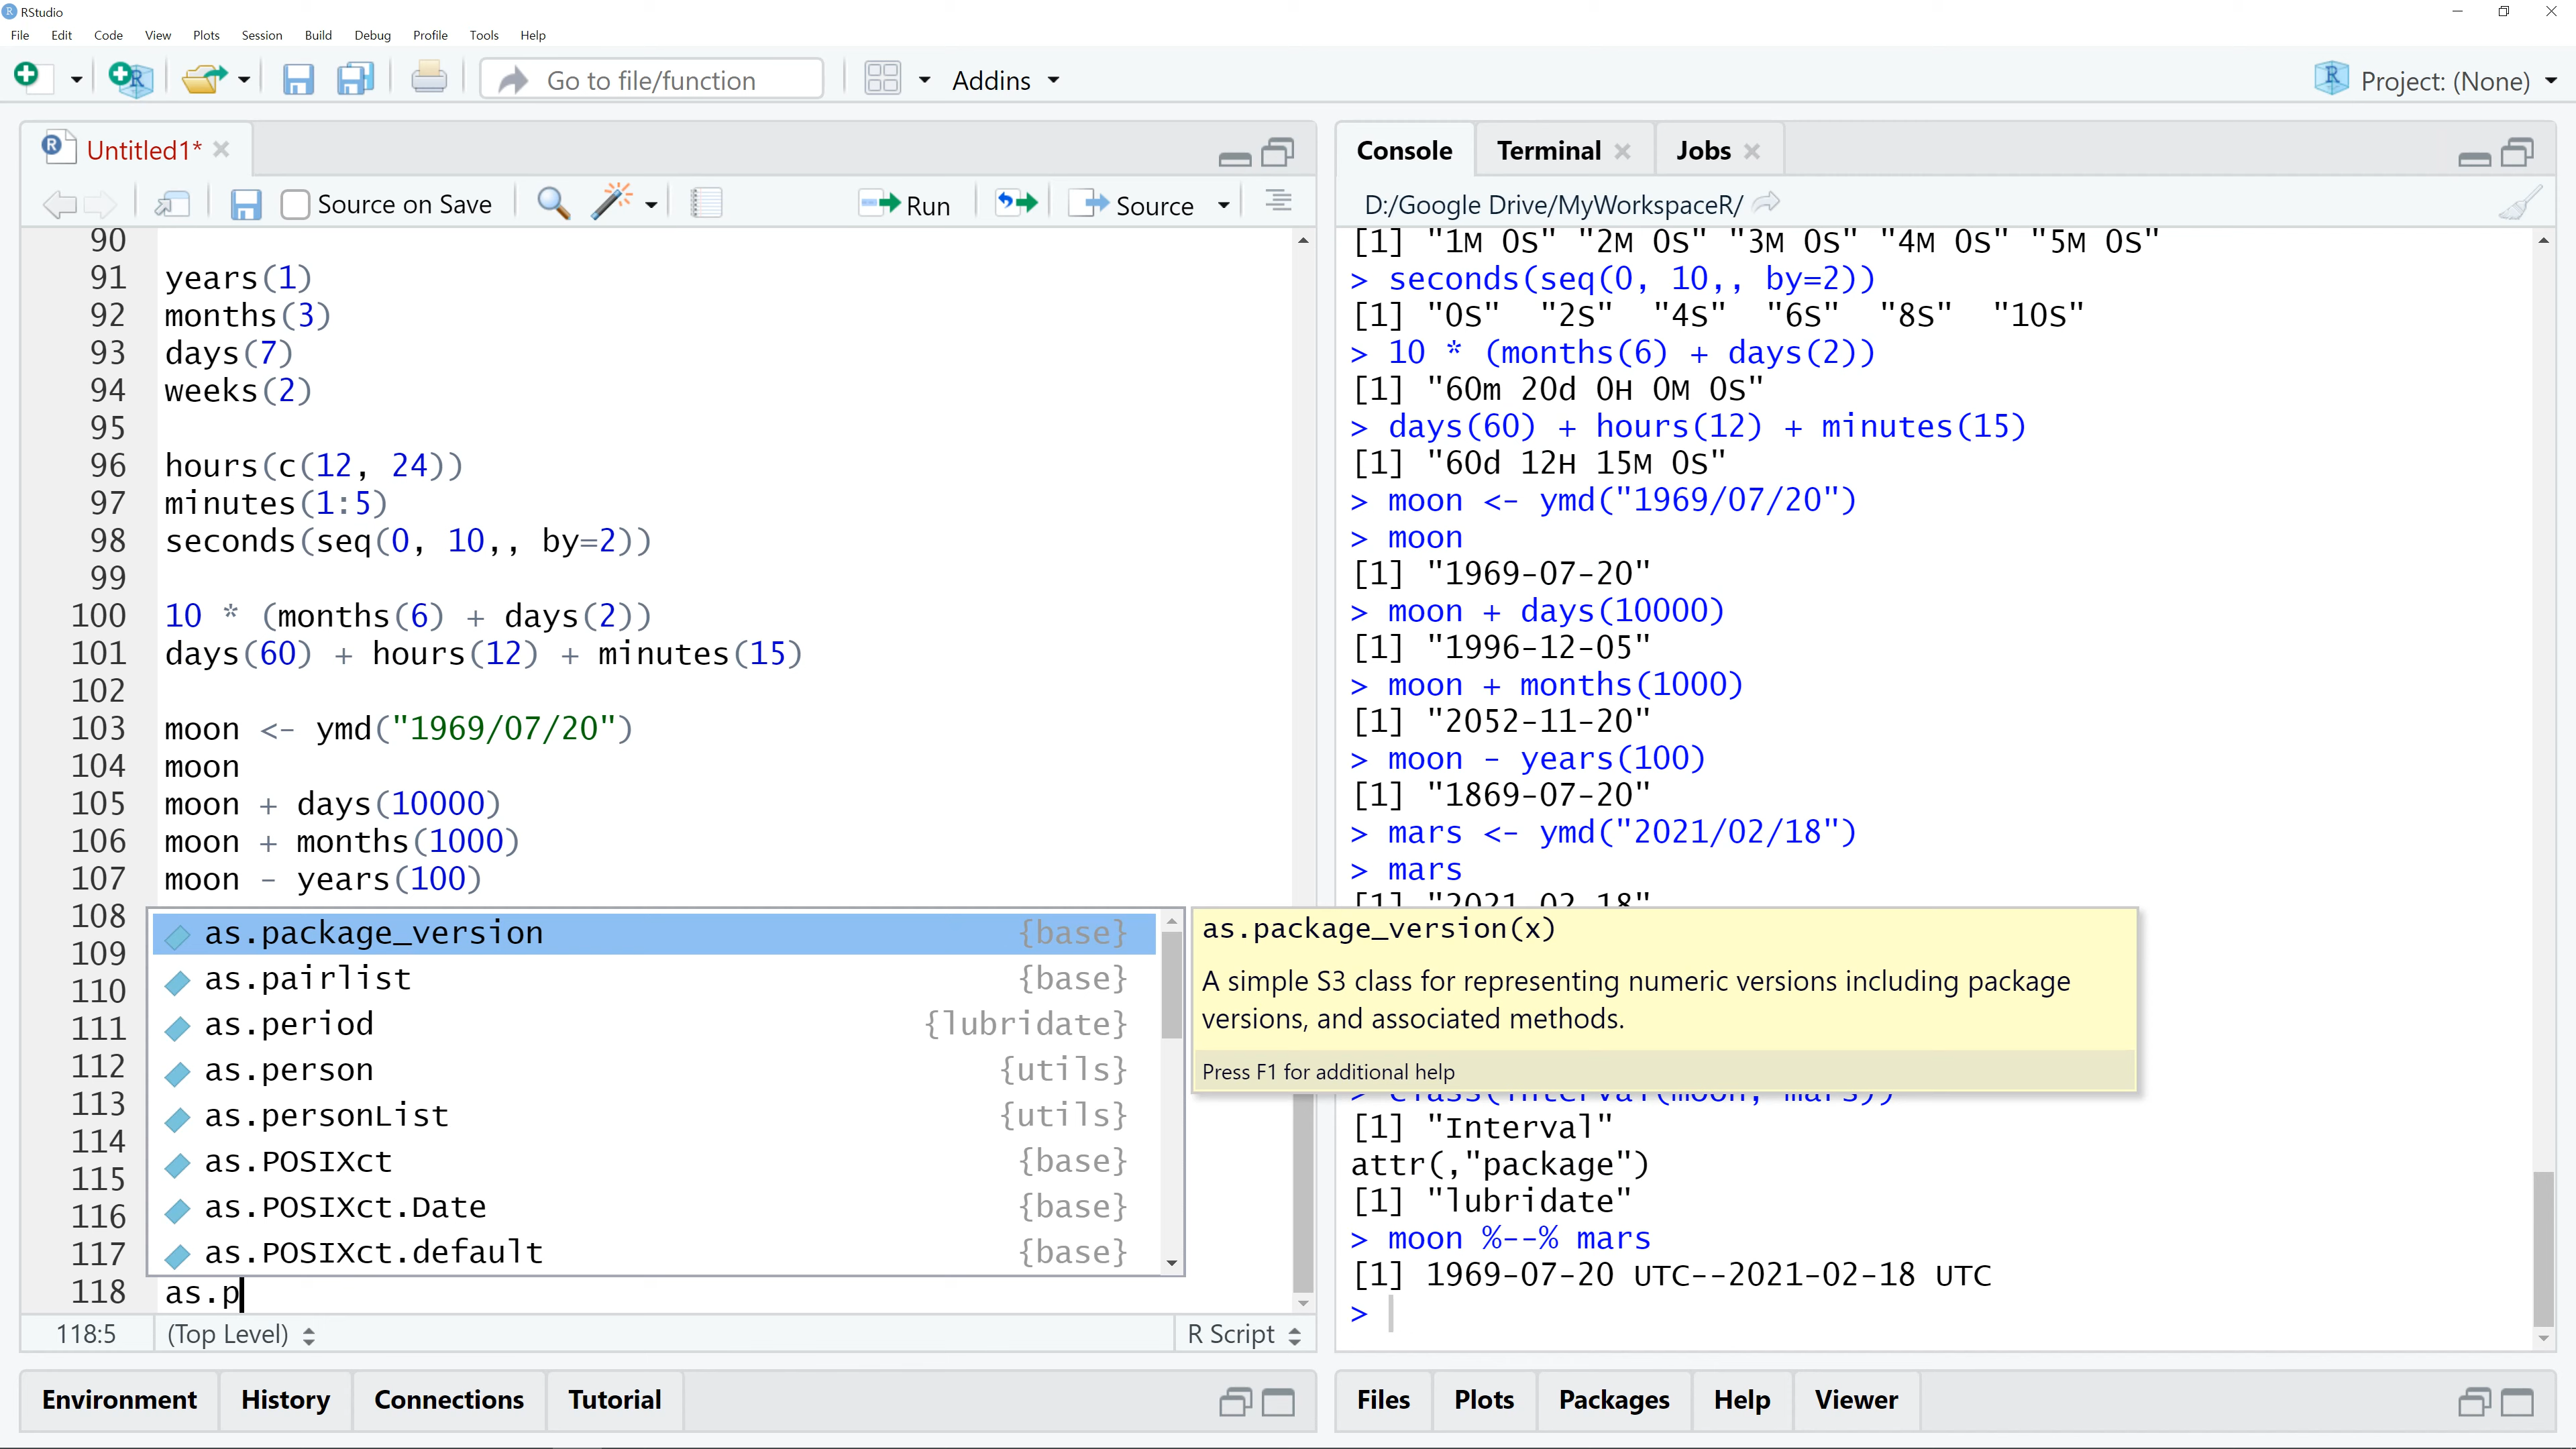 RStudio
File Edit Code View Plots Session Build Debug Profile Tools Help
Go to file/function Addins Project: (None)
Untitled1*
Source on Save Run Source
90
91 years(1)
92 months(3)
93 days(7)
94 weeks(2)
95
96 hours(c(12, 24))
97 minutes(1:5)
98 seconds(seq(0, 10,, by=2))
99
100 10 * (months(6) + days(2))
101 days(60) + hours(12) + minutes(15)
102
103 moon <- ymd("1969/07/20")
104 moon
105 moon + days(10000)
106 moon + months(1000)
107 moon - years(100)
108
109
110
111
112
113
114
115
116
117
118 as.p
as.package_version {base}
as.pairlist {base}
as.period {lubridate}
as.person {utils}
as.personList {utils}
as.POSIXct {base}
as.POSIXct.Date {base}
as.POSIXct.default {base}
as.package_version(x)
A simple S3 class for representing numeric versions including package
versions, and associated methods.
Press F1 for additional help
118:5 (Top Level) R Script
Environment History Connections Tutorial
Console Terminal Jobs
D:/Google Drive/MyWorkspaceR/
[1] "1M 0S" "2M 0S" "3M 0S" "4M 0S" "5M 0S"
> seconds(seq(0, 10,, by=2))
[1] "0S" "2S" "4S" "6S" "8S" "10S"
> 10 * (months(6) + days(2))
[1] "60m 20d 0H 0M 0S"
> days(60) + hours(12) + minutes(15)
[1] "60d 12H 15M 0S"
> moon <- ymd("1969/07/20")
> moon
[1] "1969-07-20"
> moon + days(10000)
[1] "1996-12-05"
> moon + months(1000)
[1] "2052-11-20"
> moon - years(100)
[1] "1869-07-20"
> mars <- ymd("2021/02/18")
> mars
[1] "2021-02-18"
> class(interval(moon, mars))
[1] "Interval"
attr(,"package")
[1] "lubridate"
> moon %--% mars
[1] 1969-07-20 UTC--2021-02-18 UTC
>
Files Plots Packages Help Viewer